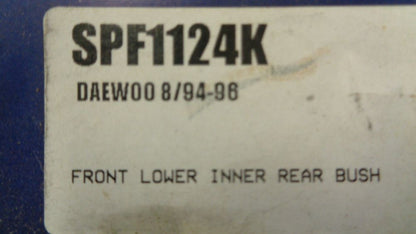 SPF1124K
DAEWOO 8/94-96
FRONT LOWER INNER REAR BUSH